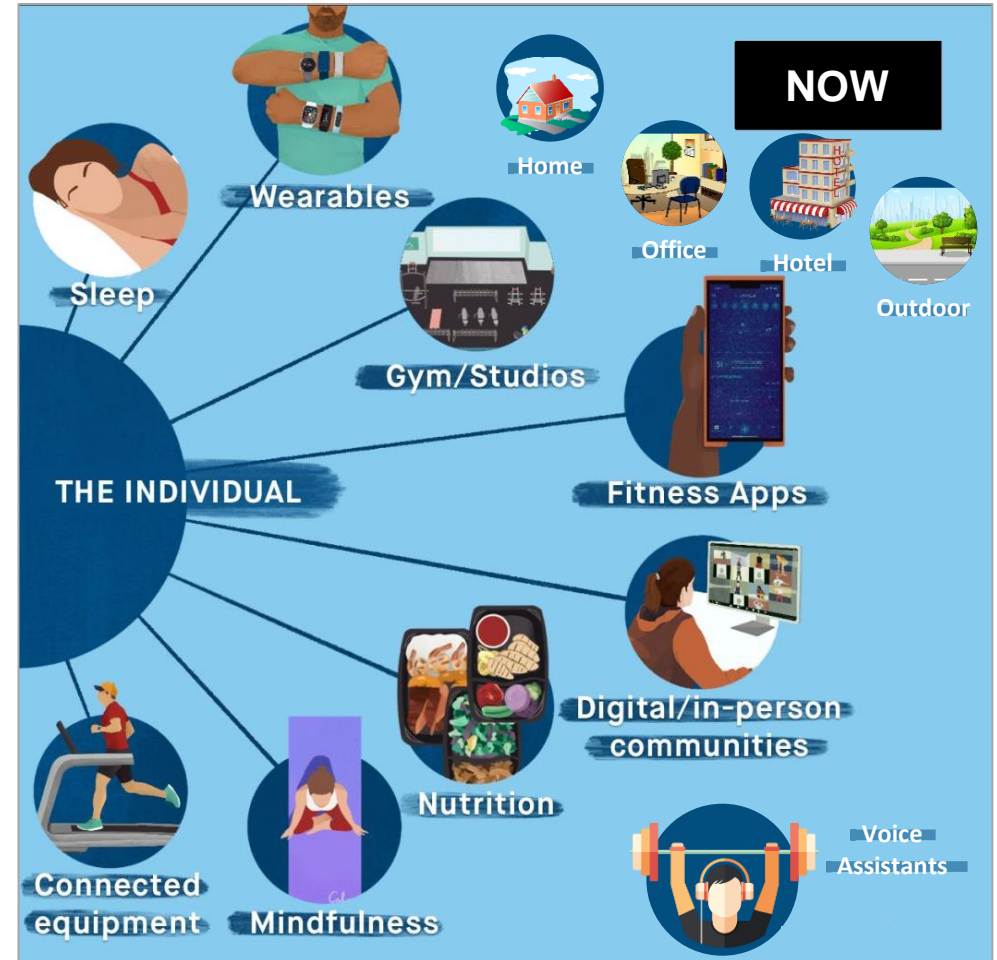 NOW
Home
Office
Hotel
HOTEL
Outdoor
Wearables
Sleep
Gym/Studios
THE INDIVIDUAL
Fitness Apps
Digital/in-person
communities
Nutrition
Voice
Assistants
Connected
equipment
Mindfulness